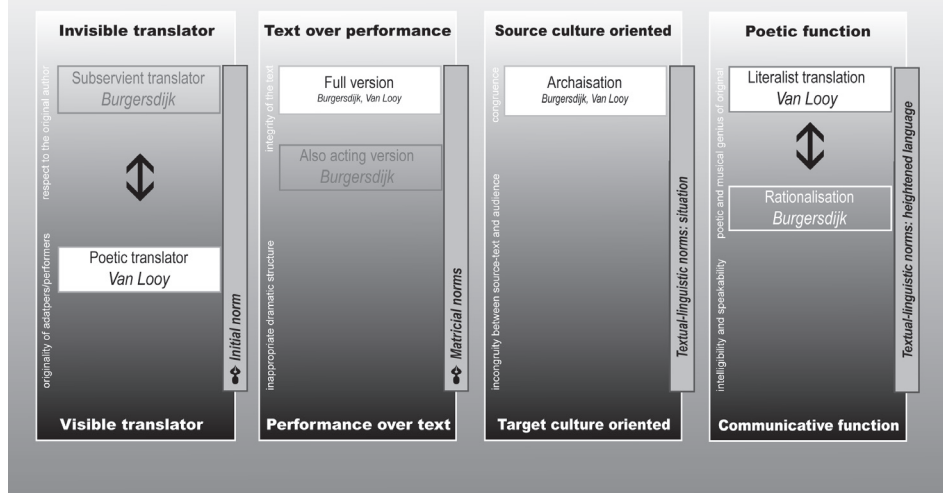 Invisible translator
Subservient translator
Burgersdijk
respect to the original author
Poetic translator
Van Looy
originality of adatpers/performers
Initial norm
Visible translator
Text over performance
Full version
Burgersdijk, Van Looy
integrity of the text
Also acting version
Burgersdijk
inappropriate dramatic structure
Matricial norms
Performance over text
Source culture oriented
Archaisation
Burgersdijk, Van Looy
congruence
incongruity between source-text and audience
Textual-linguistic norms: situation
Target culture oriented
Poetic function
Literalist translation
Van Looy
poetic and musical genius of original
Rationalisation
Burgersdijk
intelligibility and speakability
Textual-linguistic norms: heightened language
Communicative function